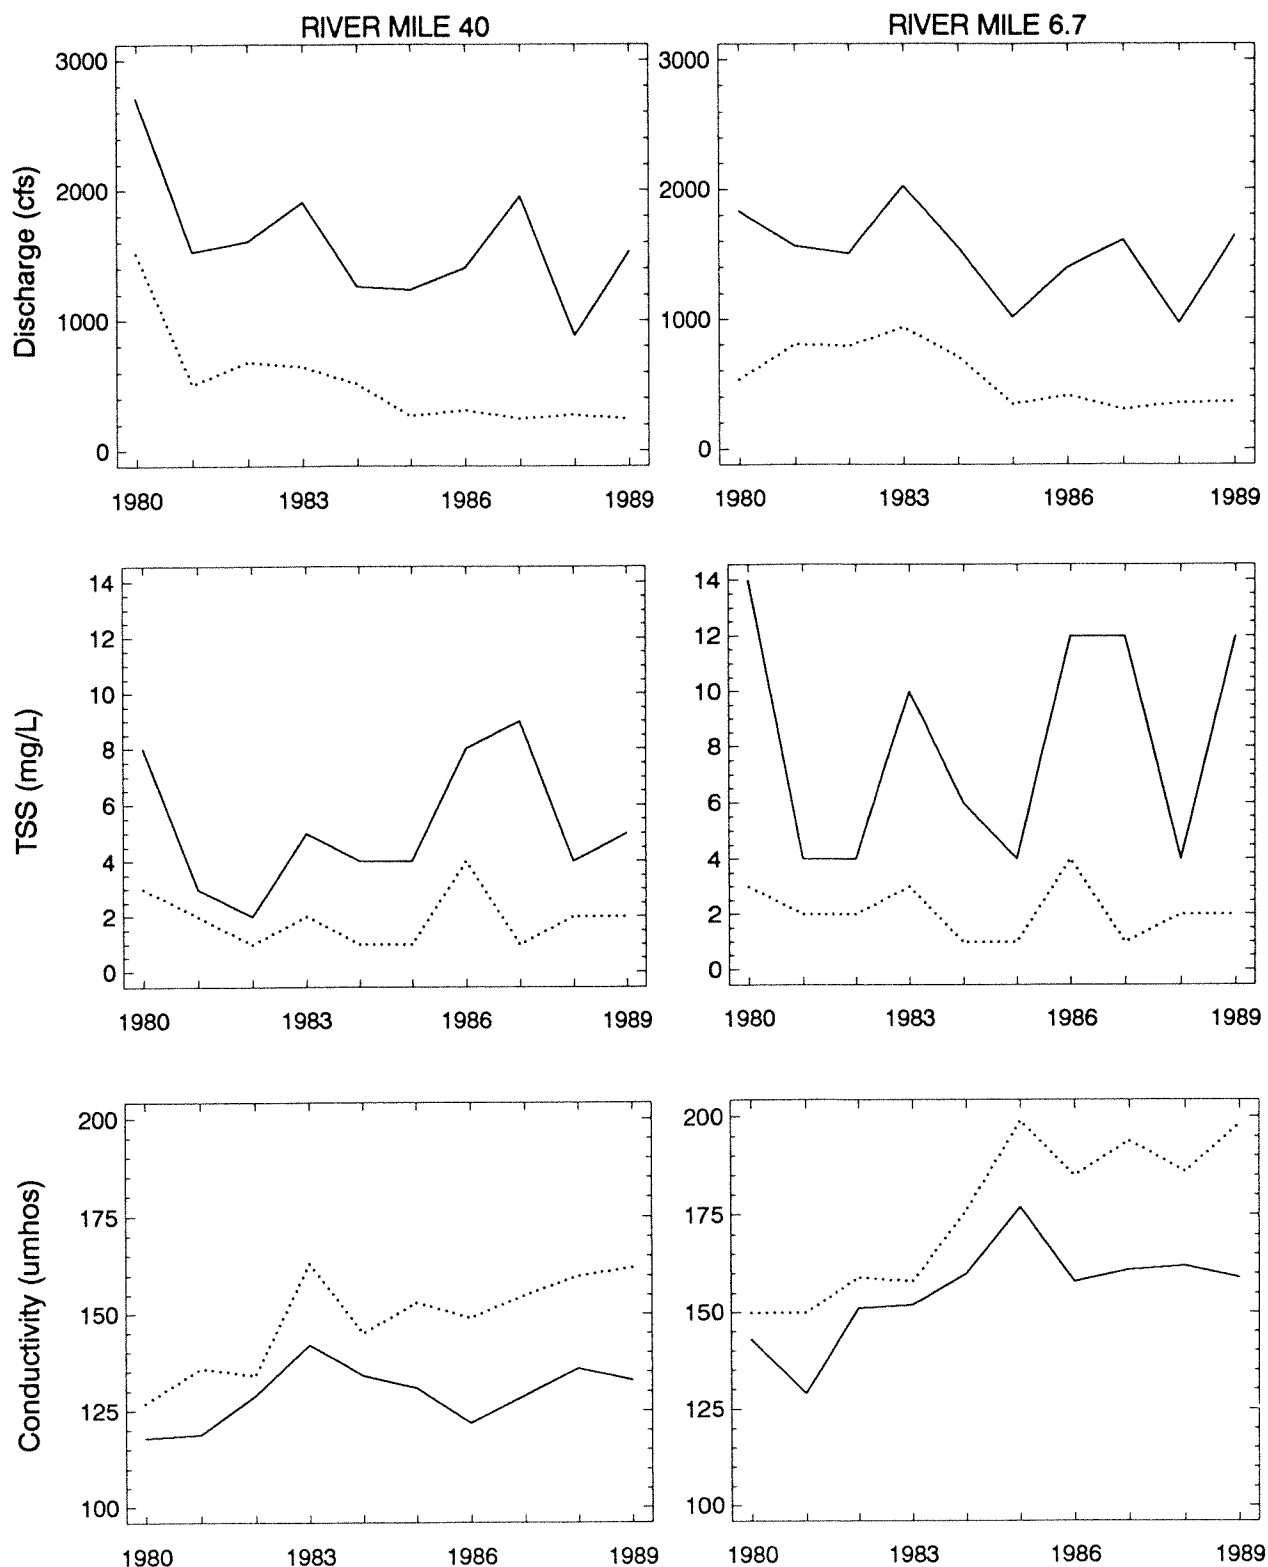 RIVER MILE 40 RIVER MILE 6.7
Discharge (cfs)
3000 3000
2000 2000
1000 1000
0 0
1980 1983 1986 1989 1980 1983 1986 1989
TSS (mg/L)
14 14
12 12
10 10
8 8
6 6
4 4
2 2
0 0
1980 1983 1986 1989 1980 1983 1986 1989
Conductivity (umhos)
200 200
175 175
150 150
125 125
100 100
1980 1983 1986 1989 1980 1983 1986 1989